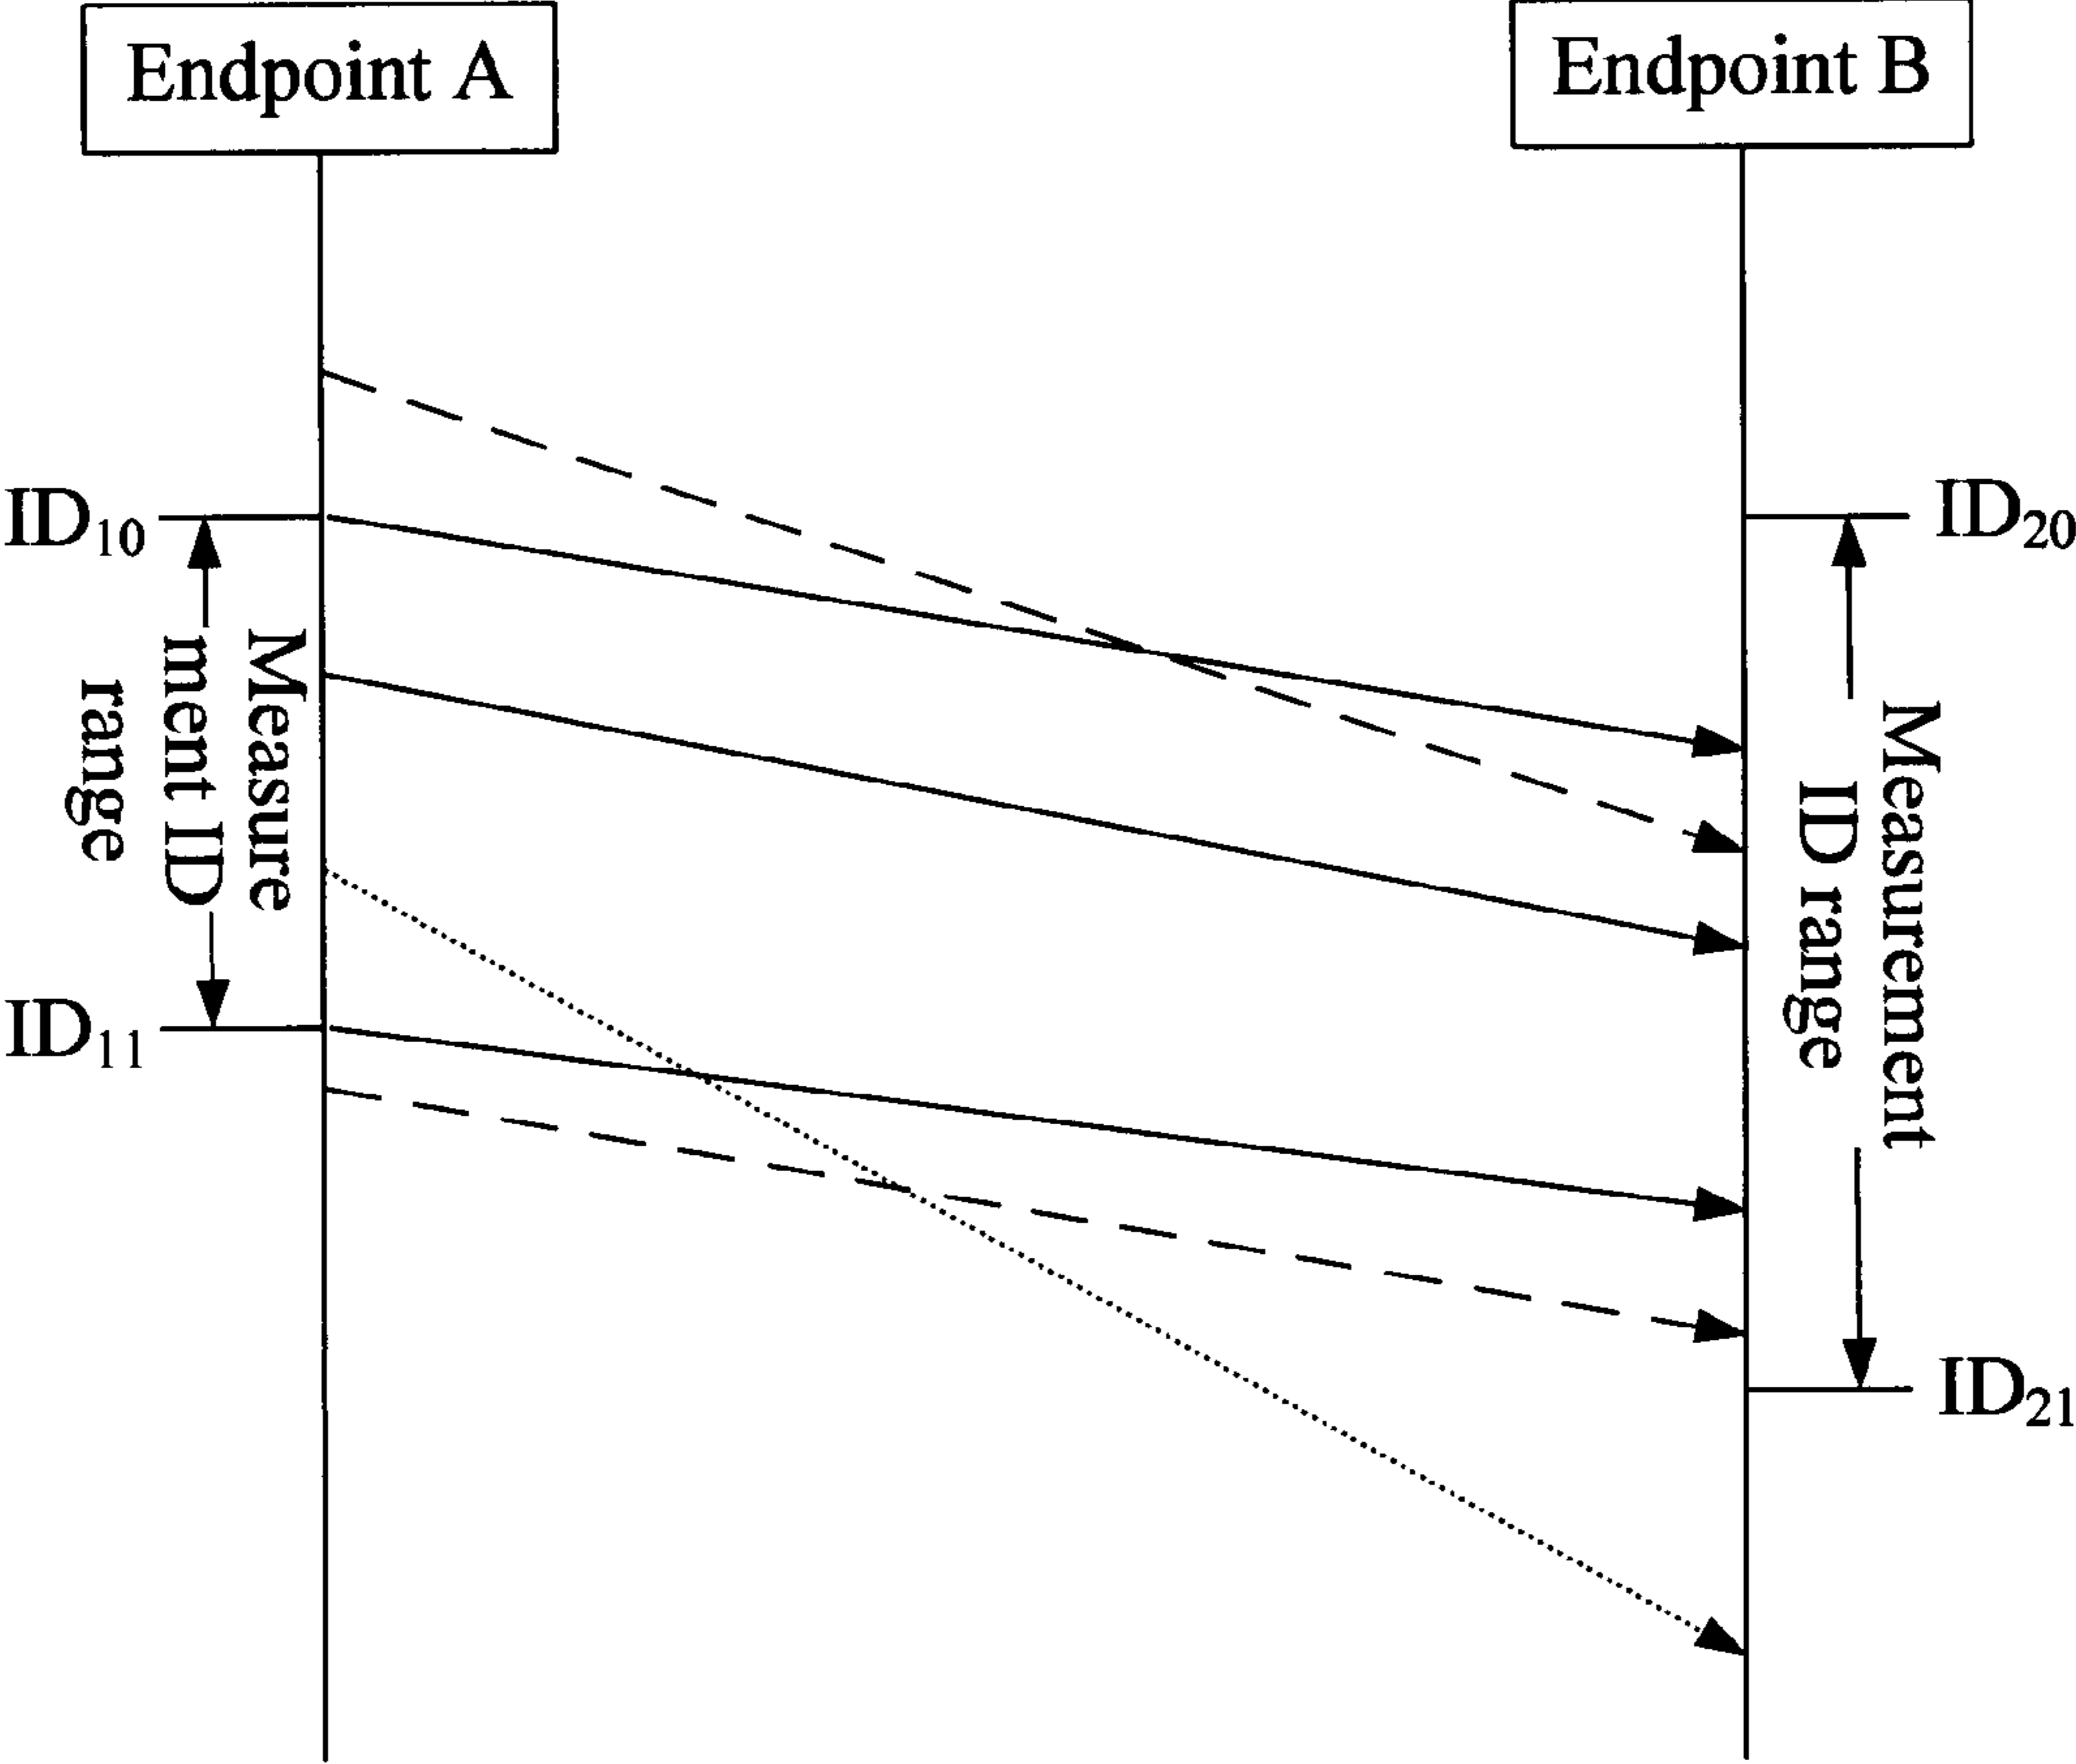 Endpoint A
Endpoint B
ID10
ID20
Measure
ment ID
range
Measurement
ID range
ID11
ID21